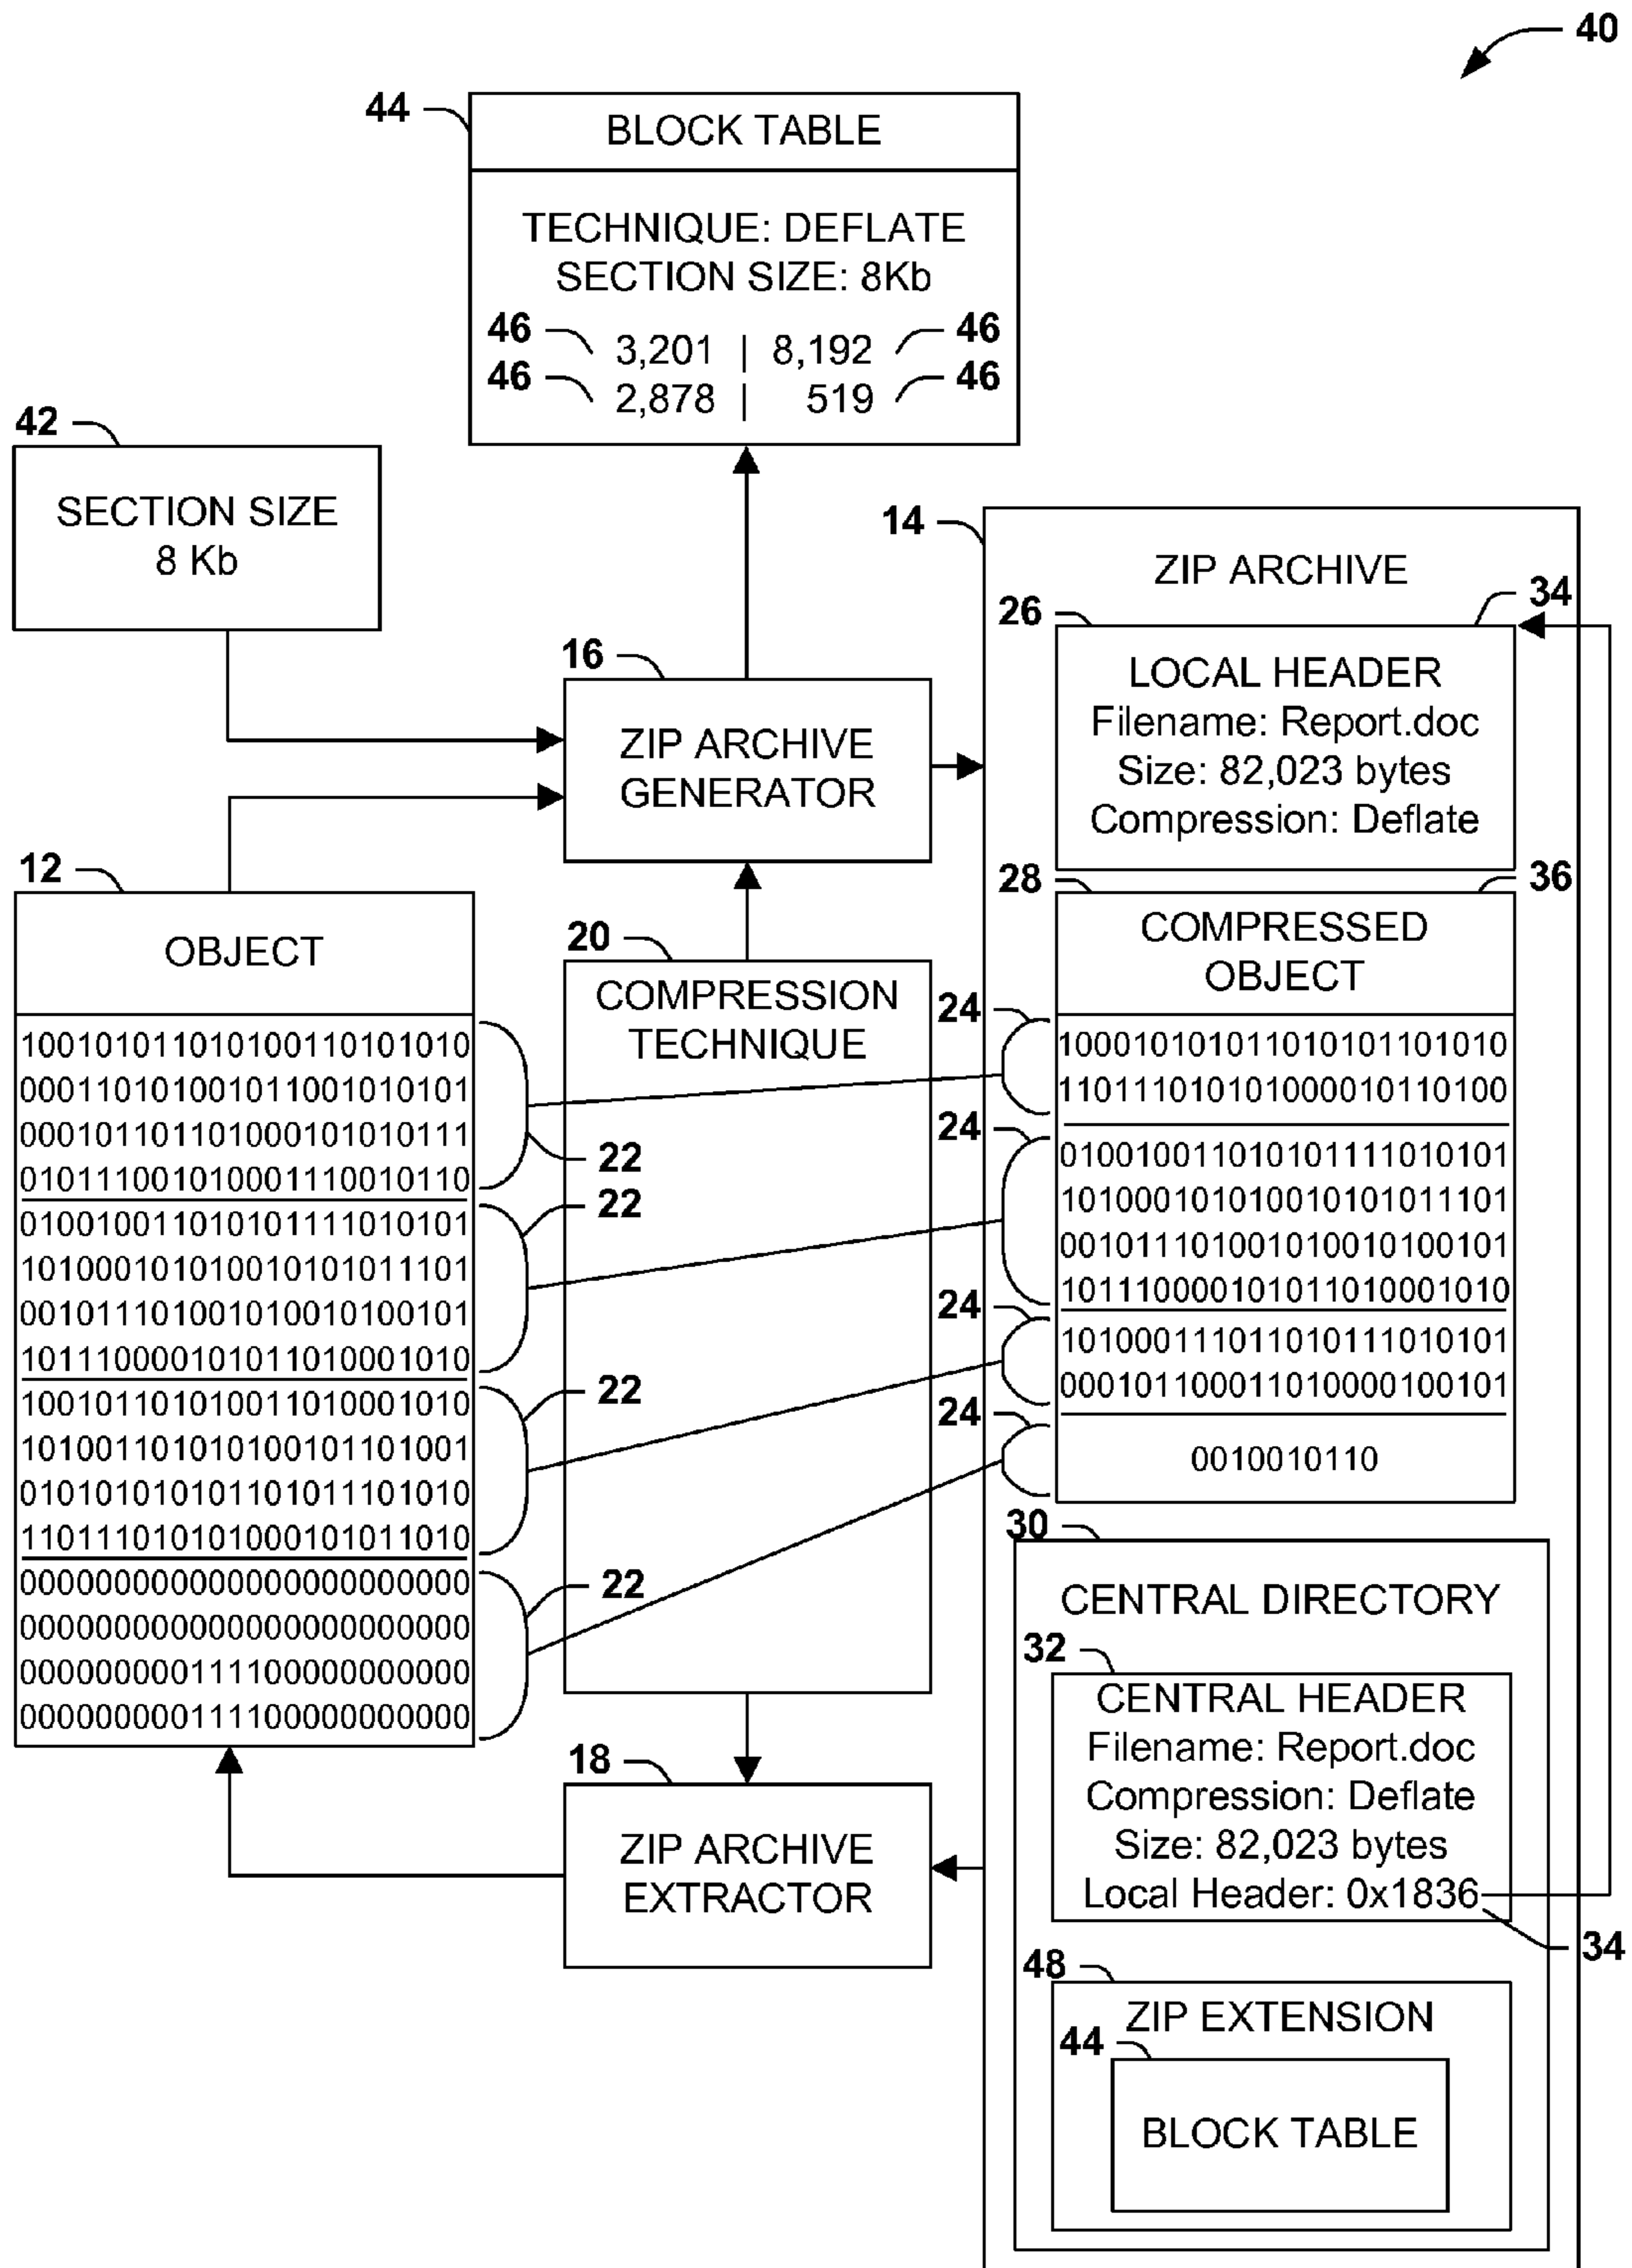 40
44
BLOCK TABLE
TECHNIQUE: DEFLATE
SECTION SIZE: 8Kb
46 3,201 | 8,192 46
46 2,878 | 519 46
42
SECTION SIZE
8 Kb
16
ZIP ARCHIVE
GENERATOR
12
OBJECT
100101011010100110101010
000110101001011001010101
000101101101000101010111
010111001010001110010110
010010011010101111010101
101000101010010101011101
001011101001010010100101
101110000101011010001010
100101101010011010001010
101001101010100101101001
010101010101101011101010
110111010101000101011010
000000000000000000000000
000000000000000000000000
000000000111100000000000
000000000111100000000000
22
22
22
22
20
COMPRESSION
TECHNIQUE
18
ZIP ARCHIVE
EXTRACTOR
14
ZIP ARCHIVE
26
34
LOCAL HEADER
Filename: Report.doc
Size: 82,023 bytes
Compression: Deflate
28
36
COMPRESSED
OBJECT
24
100010101011010101101010
110111010101000010110100
24
010010011010101111010101
101000101010010101011101
001011101001010010100101
101110000101011010001010
24
101000111011010111010101
000101100011010000100101
24
0010010110
30
CENTRAL DIRECTORY
32
CENTRAL HEADER
Filename: Report.doc
Compression: Deflate
Size: 82,023 bytes
Local Header: 0x1836
34
48
ZIP EXTENSION
44
BLOCK TABLE